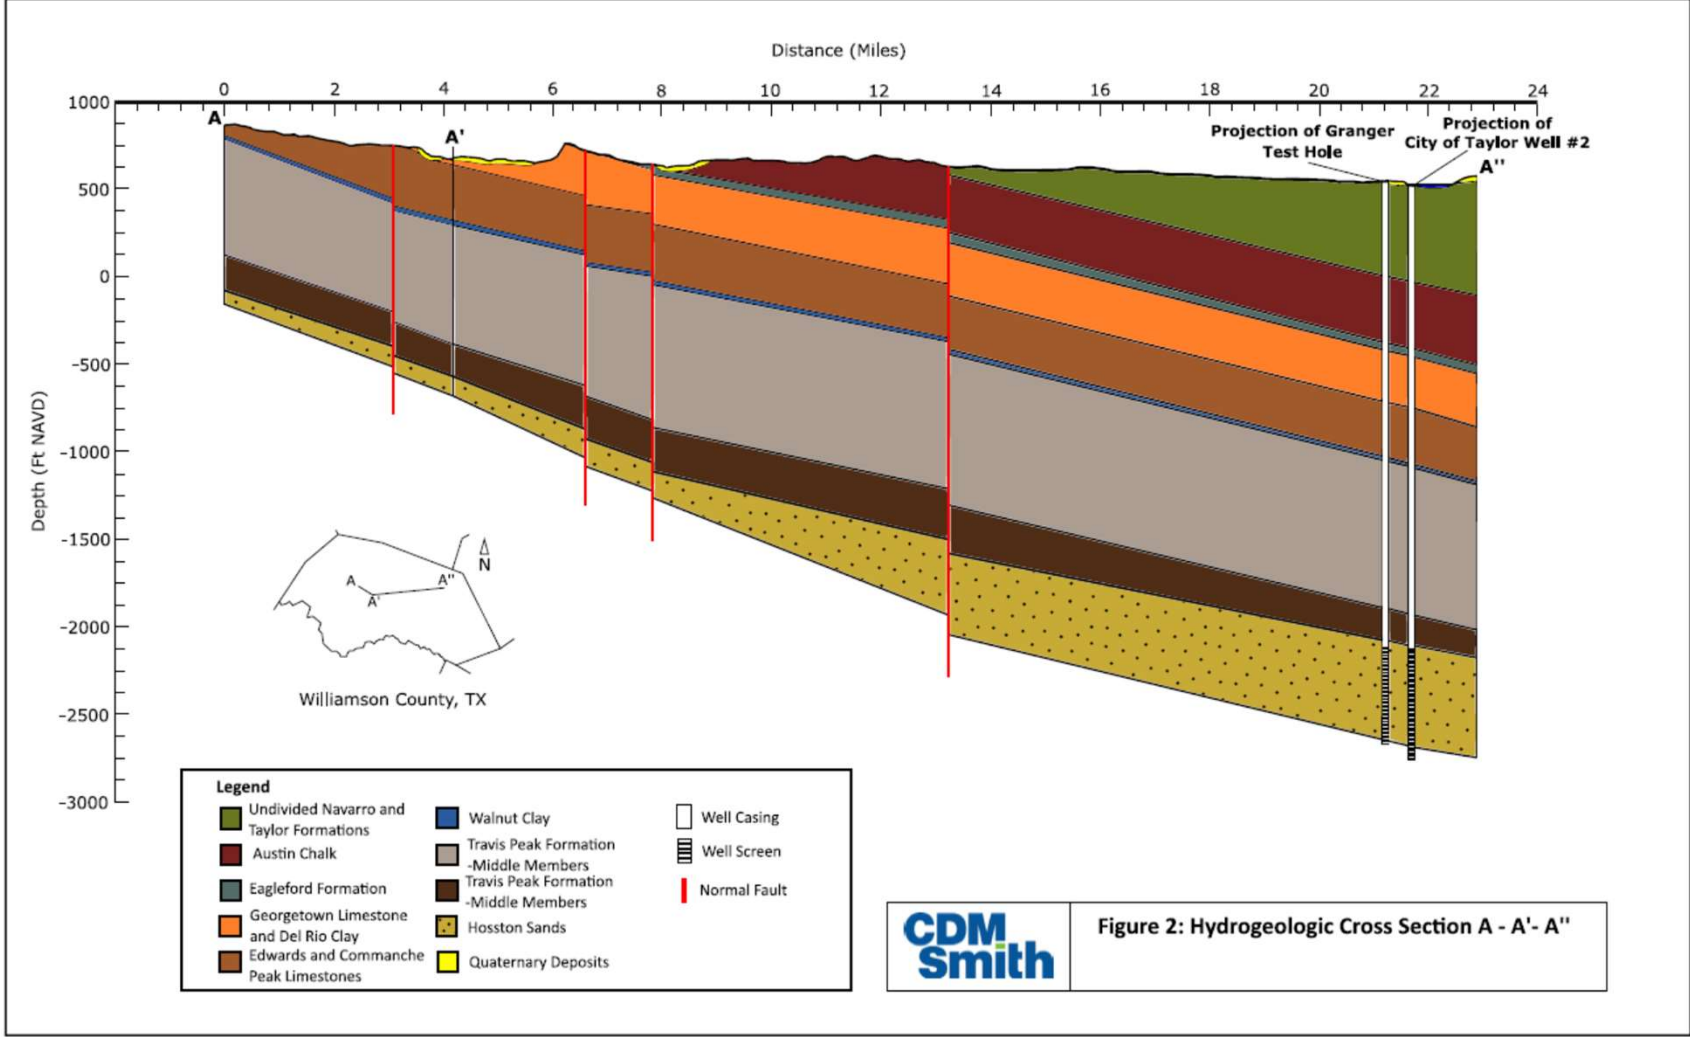 Distance (Miles)
0 2 4 6 8 10 12 14 16 18 20 22 24
1000
500
0
-500
-1000
-1500
-2000
-2500
-3000
Depth (Ft NAVD)
A
A'
Projection of Granger
Test Hole
Projection of
City of Taylor Well #2
A''
N
A
A'
A''
Williamson County, TX
Legend
Undivided Navarro and
Taylor Formations
Austin Chalk
Eagleford Formation
Georgetown Limestone
and Del Rio Clay
Edwards and Commanche
Peak Limestones
Walnut Clay
Travis Peak Formation
-Middle Members
Travis Peak Formation
-Middle Members
Hosston Sands
Quaternary Deposits
Well Casing
Well Screen
Normal Fault
CDM
Smith
Figure 2: Hydrogeologic Cross Section A - A'- A''